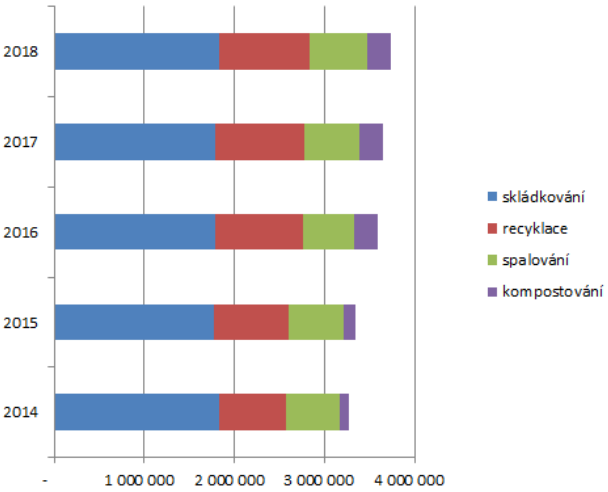 2018
2017
2016
2015
2014
- 1 000 000 2 000 000 3 000 000 4 000 000
skládkování
recyklace
spalování
kompostování